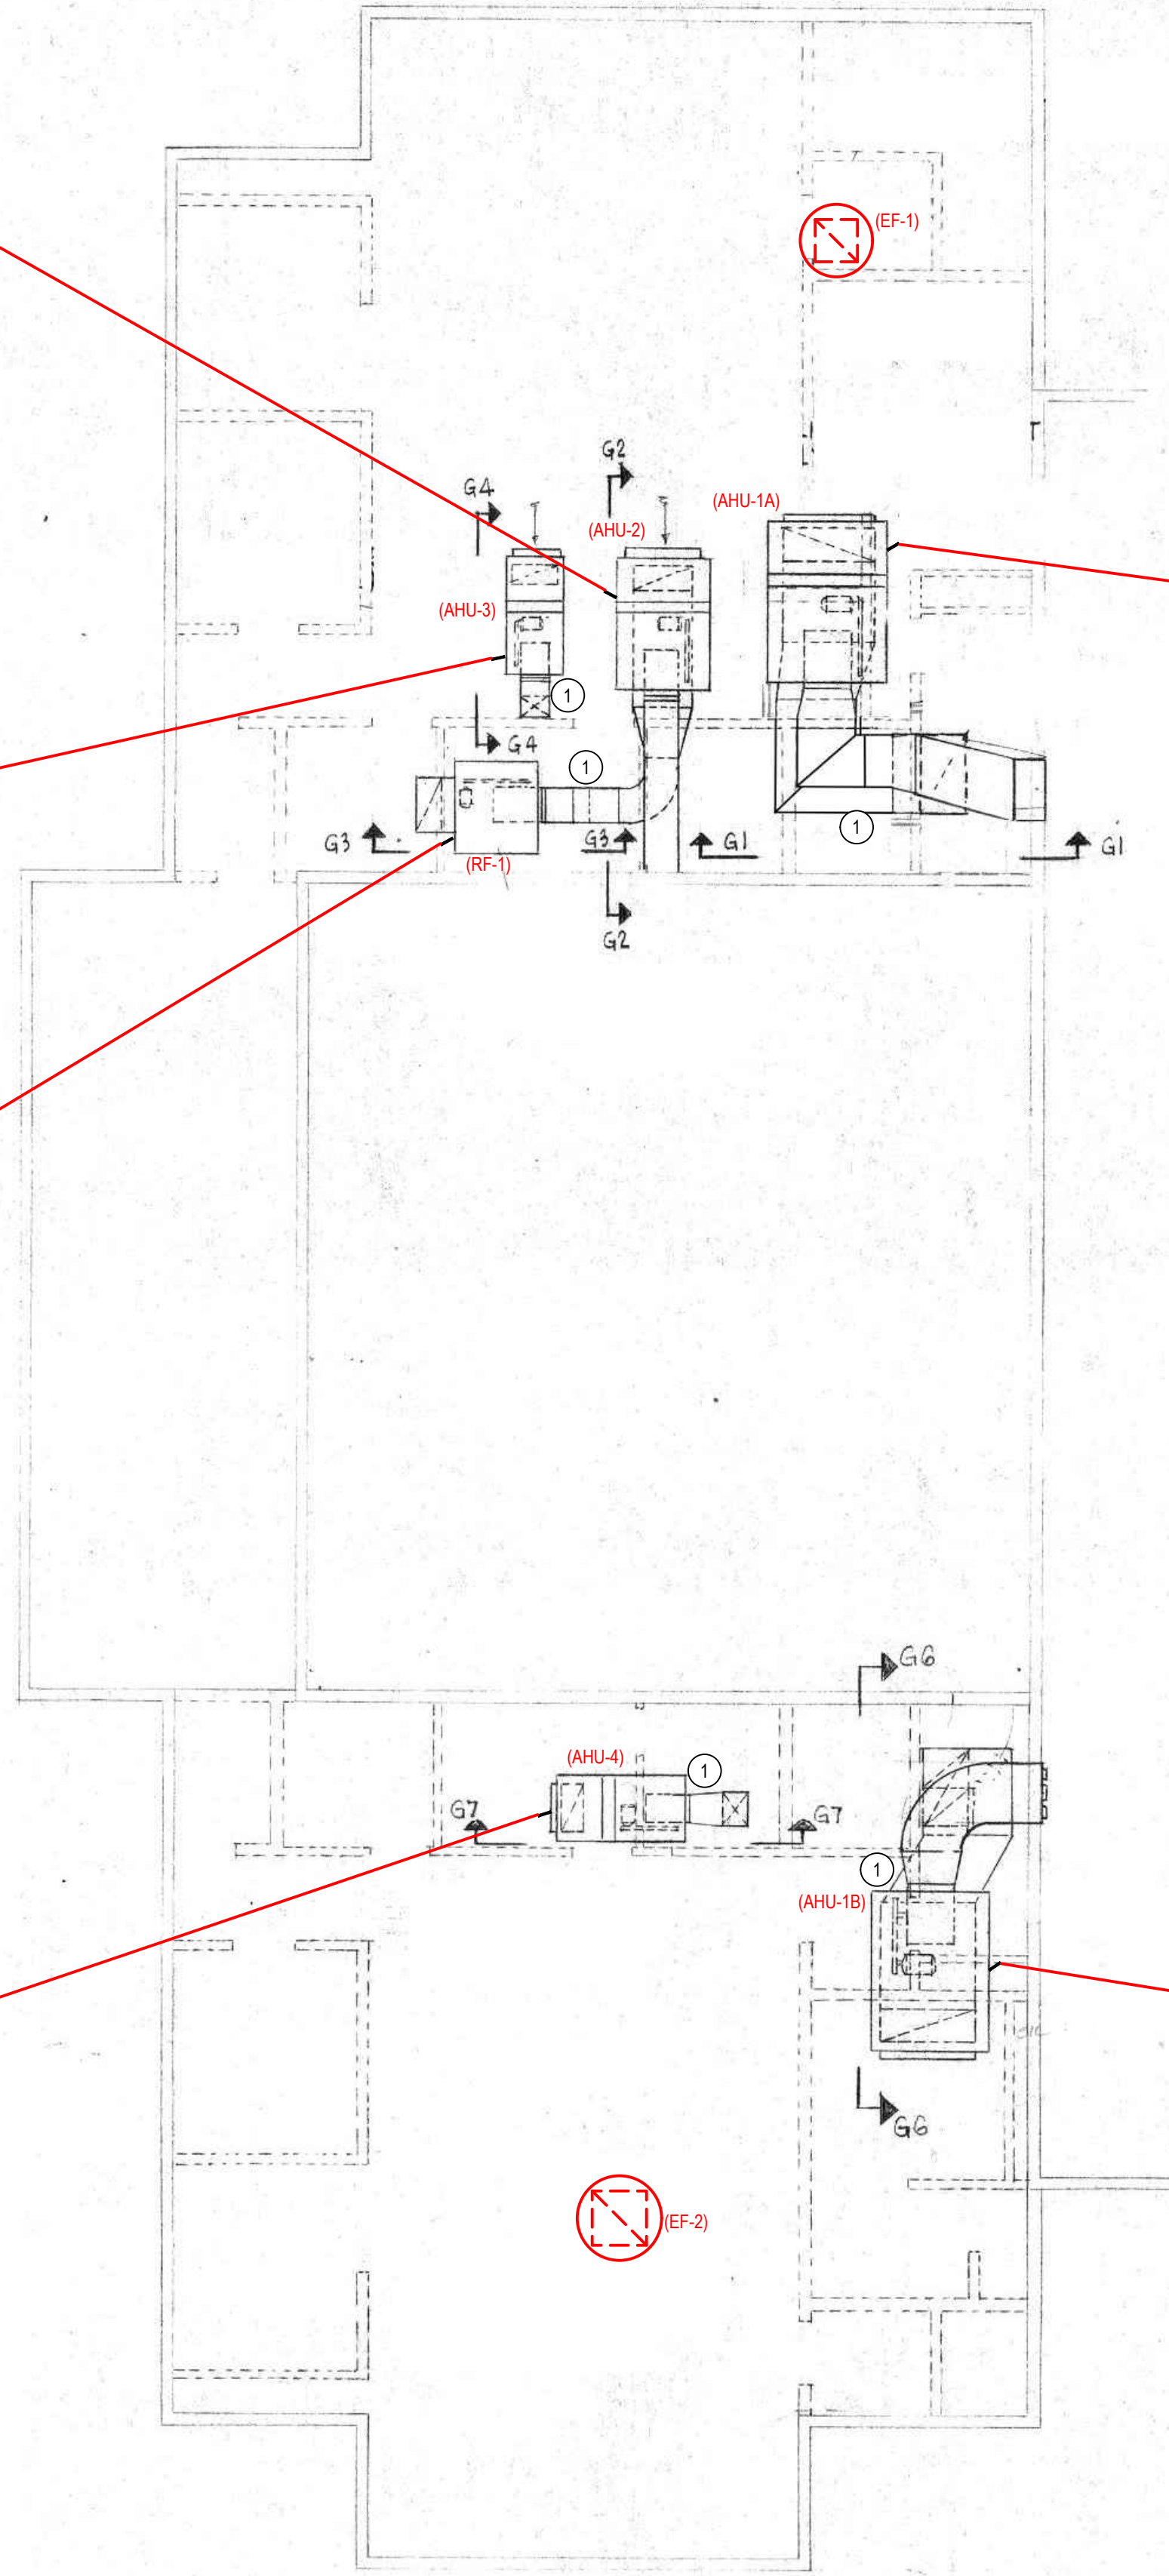 (EF-1)
G2
G4
(AHU-1A)
(AHU-2)
(AHU-3)
1
G4
1
1
G3
(RF-1)
G3
G1
G1
G2
G6
(AHU-4)
1
G7
G7
1
(AHU-1B)
G6
(EF-2)